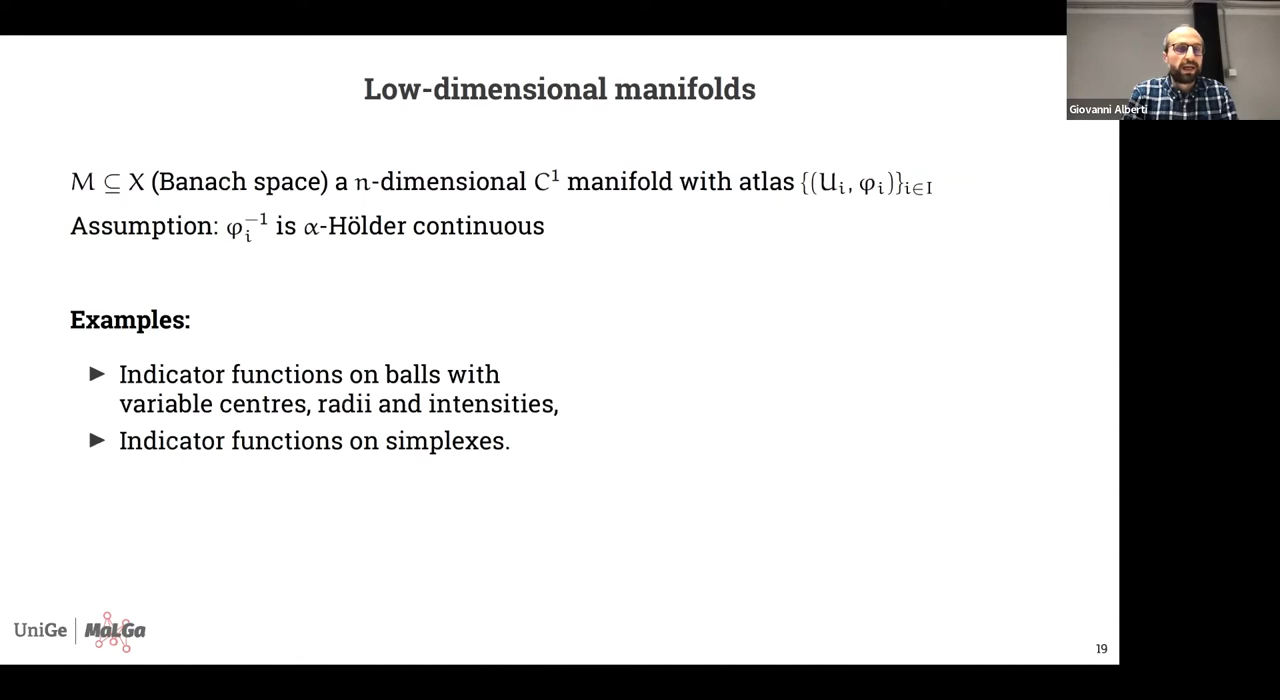 Low-dimensional manifolds
Giovanni Alberti
M ⊆ X (Banach space) a n-dimensional C¹ manifold with atlas {(Uᵢ, φᵢ)}ᵢ∈I
Assumption: φᵢ⁻¹ is α-Hölder continuous
Examples:
▶ Indicator functions on balls with
variable centres, radii and intensities,
▶ Indicator functions on simplexes.
UniGe | MaLGa
19